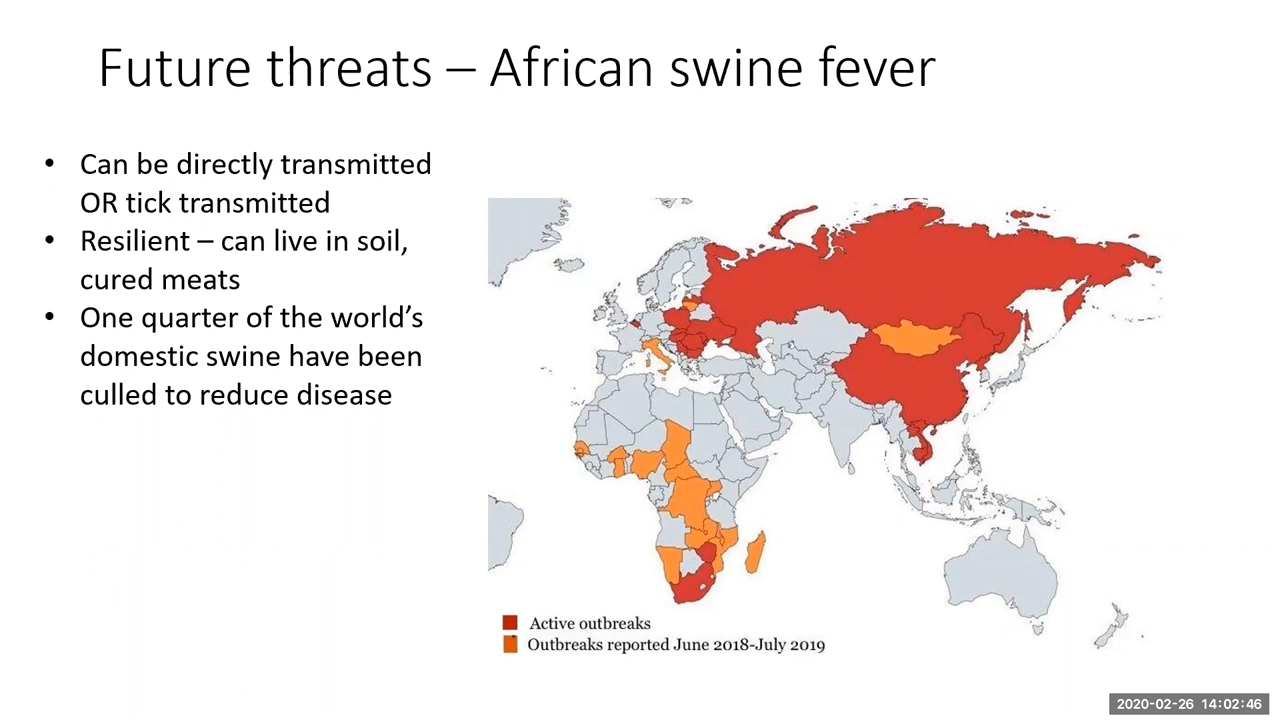 Future threats – African swine fever
• Can be directly transmitted
OR tick transmitted
• Resilient – can live in soil,
cured meats
• One quarter of the world’s
domestic swine have been
culled to reduce disease
Active outbreaks
Outbreaks reported June 2018-July 2019
2020-02-26 14:02:46